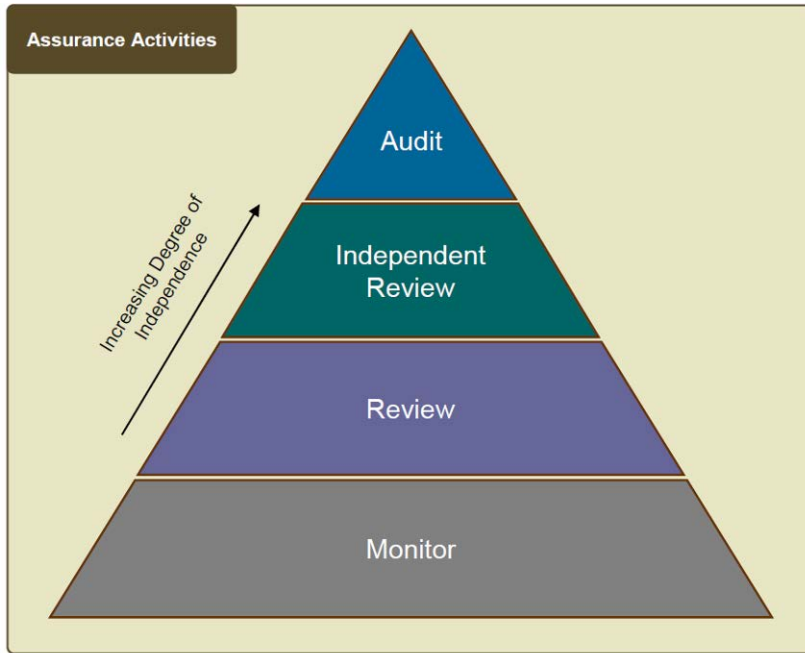 Assurance Activities
Audit
Increasing Degree of
Independence
Independent
Review
Review
Monitor